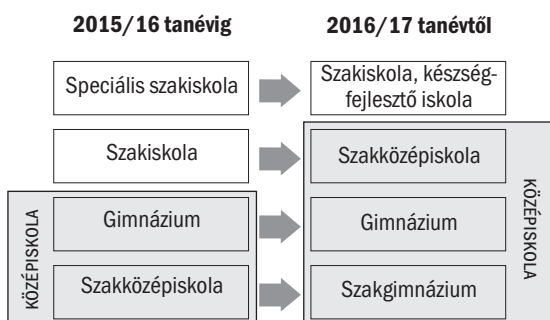 2015/16 tanévig
2016/17 tanévtől
Speciális szakiskola
Szakiskola, készség-
fejlesztő iskola
Szakiskola
Szakközépiskola
KÖZÉPISKOLA
Gimnázium
Gimnázium
KÖZÉPISKOLA
Szakközépiskola
Szakgimnázium